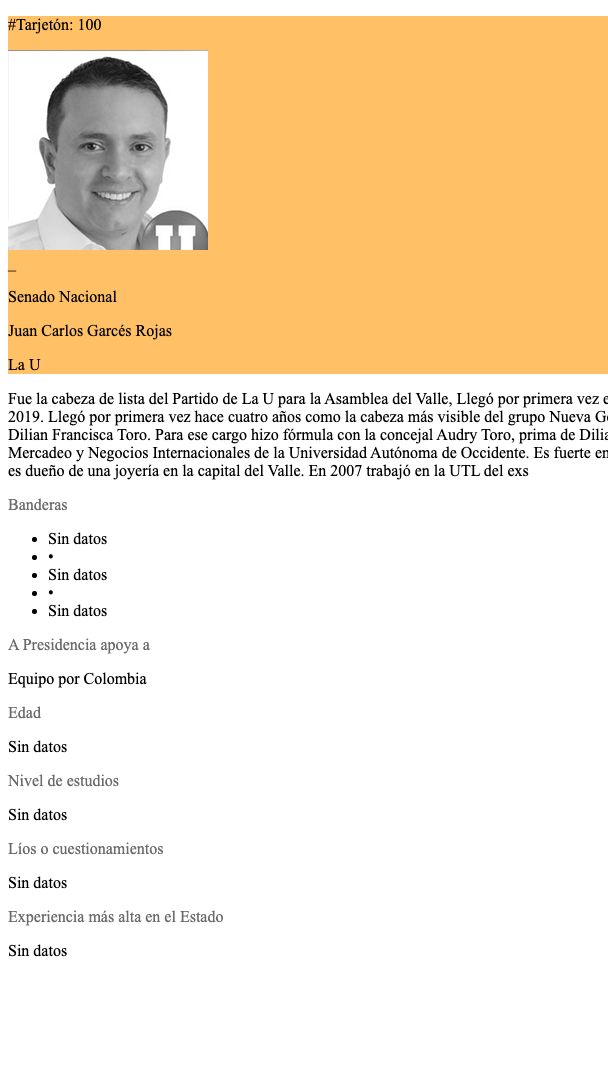 #Tarjetón: 100
U
_
Senado Nacional
Juan Carlos Garcés Rojas
La U
Fue la cabeza de lista del Partido de La U para la Asamblea del Valle, Llegó por primera vez e
2019. Llegó por primera vez hace cuatro años como la cabeza más visible del grupo Nueva Ge
Dilian Francisca Toro. Para ese cargo hizo fórmula con la concejal Audry Toro, prima de Dilia
Mercadeo y Negocios Internacionales de la Universidad Autónoma de Occidente. Es fuerte en
es dueño de una joyería en la capital del Valle. En 2007 trabajó en la UTL del exs
Banderas
• Sin datos
• •
• Sin datos
• •
• Sin datos
A Presidencia apoya a
Equipo por Colombia
Edad
Sin datos
Nivel de estudios
Sin datos
Líos o cuestionamientos
Sin datos
Experiencia más alta en el Estado
Sin datos